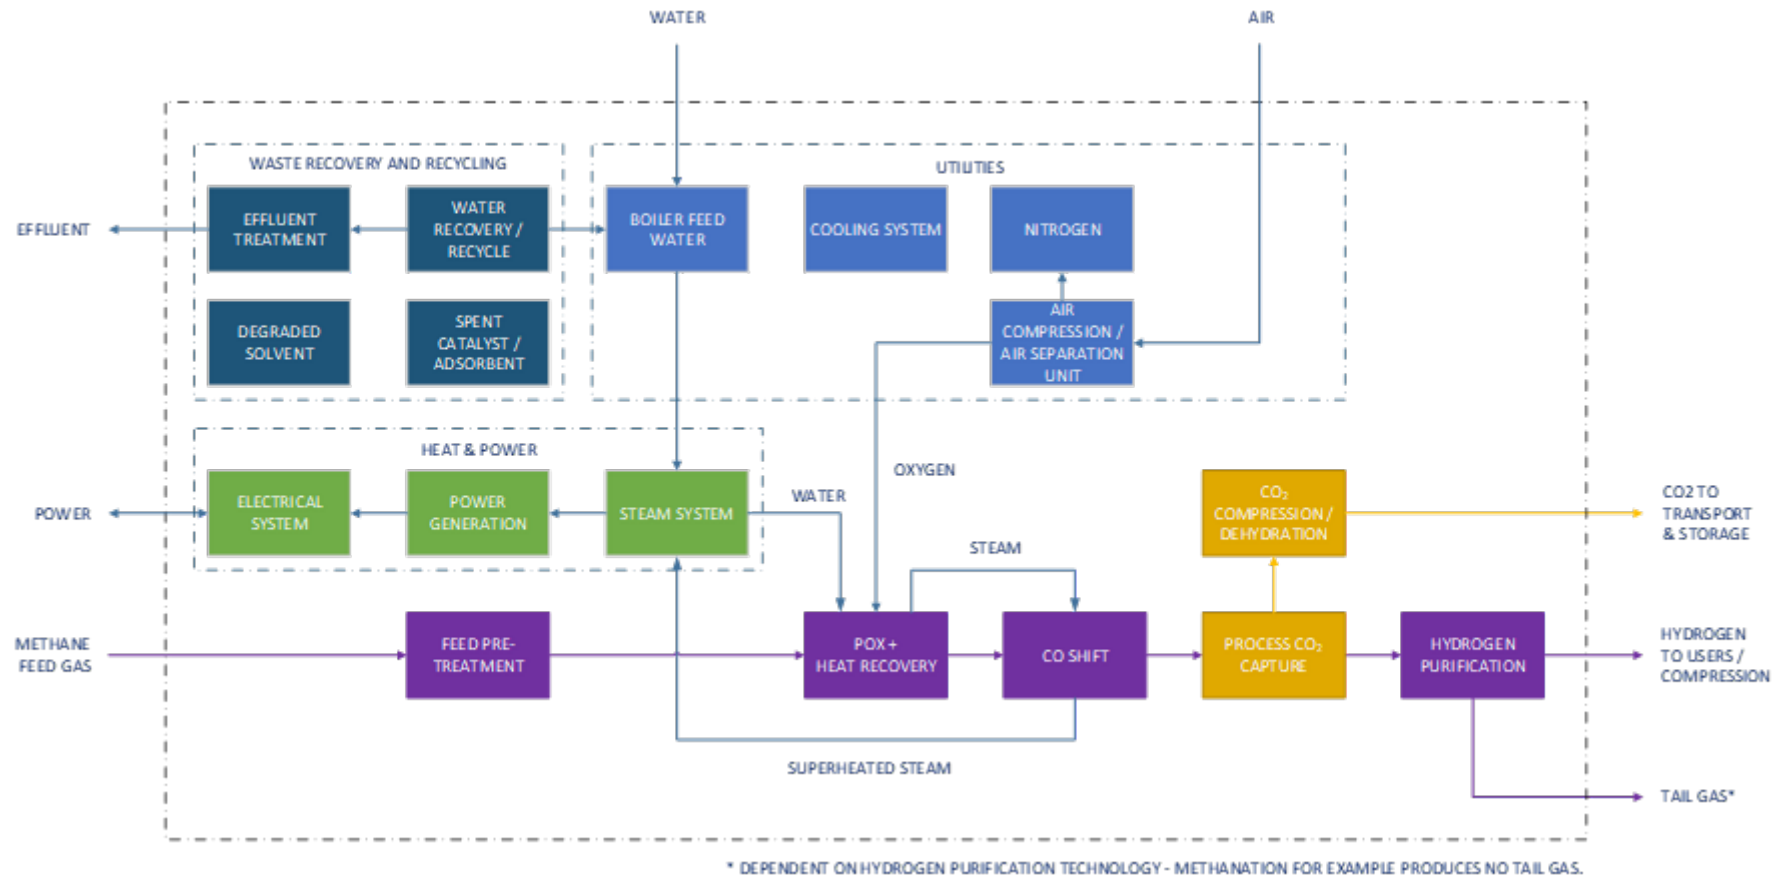 WATER
AIR
WASTE RECOVERY AND RECYCLING
UTILITIES
EFFLUENT
EFFLUENT
TREATMENT
WATER
RECOVERY /
RECYCLE
BOILER FEED
WATER
COOLING SYSTEM
NITROGEN
DEGRADED
SOLVENT
SPENT
CATALYST /
ADSORBENT
AIR
COMPRESSION /
AIR SEPARATION
UNIT
HEAT & POWER
OXYGEN
WATER
POWER
ELECTRICAL
SYSTEM
POWER
GENERATION
STEAM SYSTEM
CO₂
COMPRESSION /
DEHYDRATION
CO2 TO
TRANSPORT
& STORAGE
STEAM
METHANE
FEED GAS
FEED PRE-
TREATMENT
POX +
HEAT RECOVERY
CO SHIFT
PROCESS CO₂
CAPTURE
HYDROGEN
PURIFICATION
HYDROGEN
TO USERS /
COMPRESSION
SUPERHEATED STEAM
TAIL GAS*
* DEPENDENT ON HYDROGEN PURIFICATION TECHNOLOGY - METHANATION FOR EXAMPLE PRODUCES NO TAIL GAS.